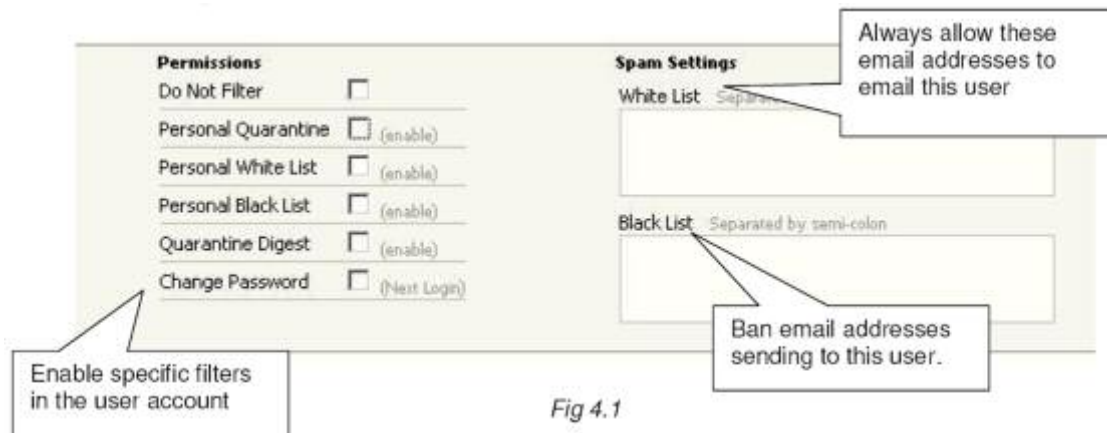 Permissions
Do Not Filter
Personal Quarantine (enable)
Personal White List (enable)
Personal Black List (enable)
Quarantine Digest (enable)
Change Password (Next Login)
Enable specific filters
in the user account
Spam Settings
White List
Always allow these
email addresses to
email this user
Black List Separated by semi-colon
Ban email addresses
sending to this user.
Fig 4.1